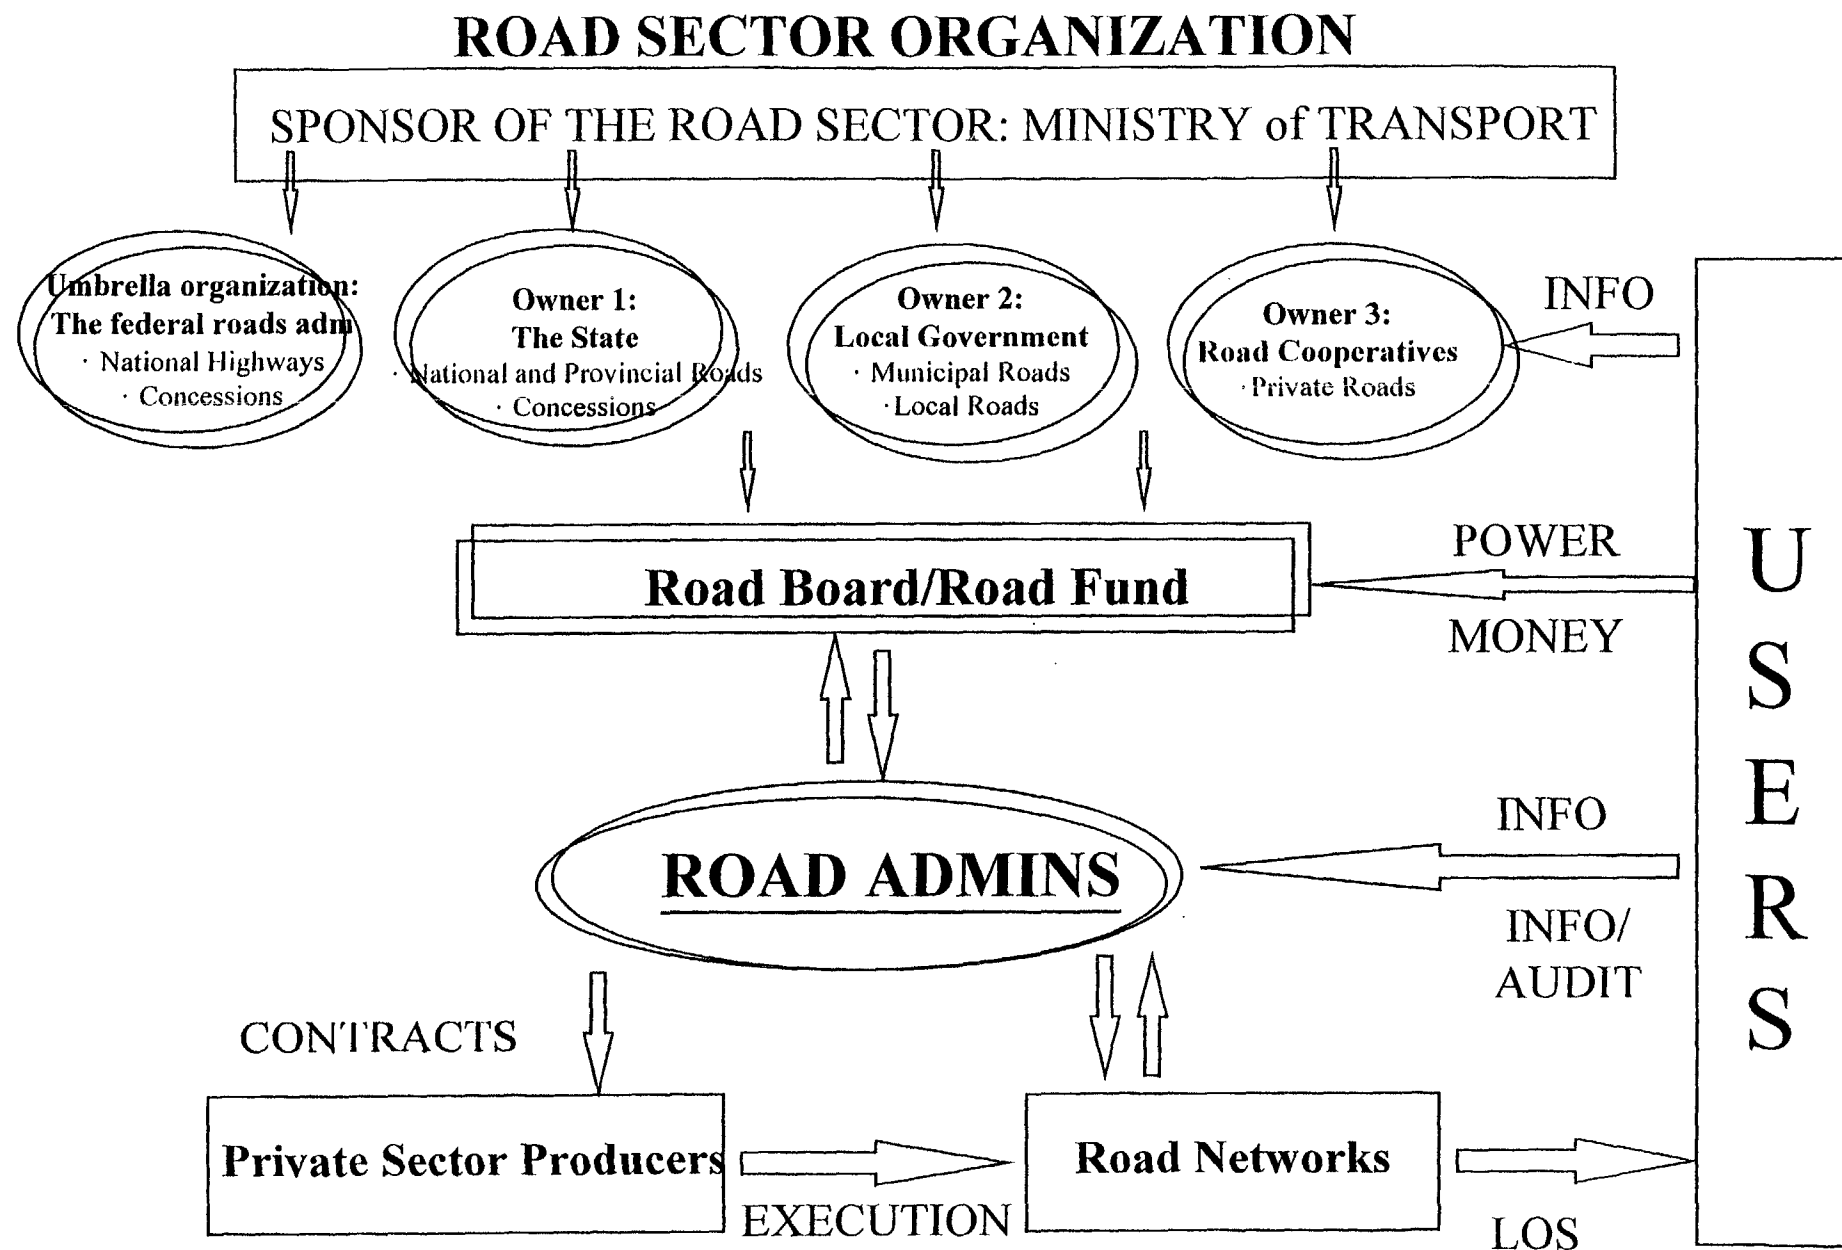 ROAD SECTOR ORGANIZATION
SPONSOR OF THE ROAD SECTOR: MINISTRY of TRANSPORT
Umbrella organization:
The federal roads adm
· National Highways
· Concessions
Owner 1:
The State
· National and Provincial Roads
· Concessions
Owner 2:
Local Government
· Municipal Roads
· Local Roads
Owner 3:
Road Cooperatives
· Private Roads
INFO
Road Board/Road Fund
POWER
MONEY
ROAD ADMINS
INFO
INFO/
AUDIT
CONTRACTS
Private Sector Producers
EXECUTION
Road Networks
LOS
U
S
E
R
S